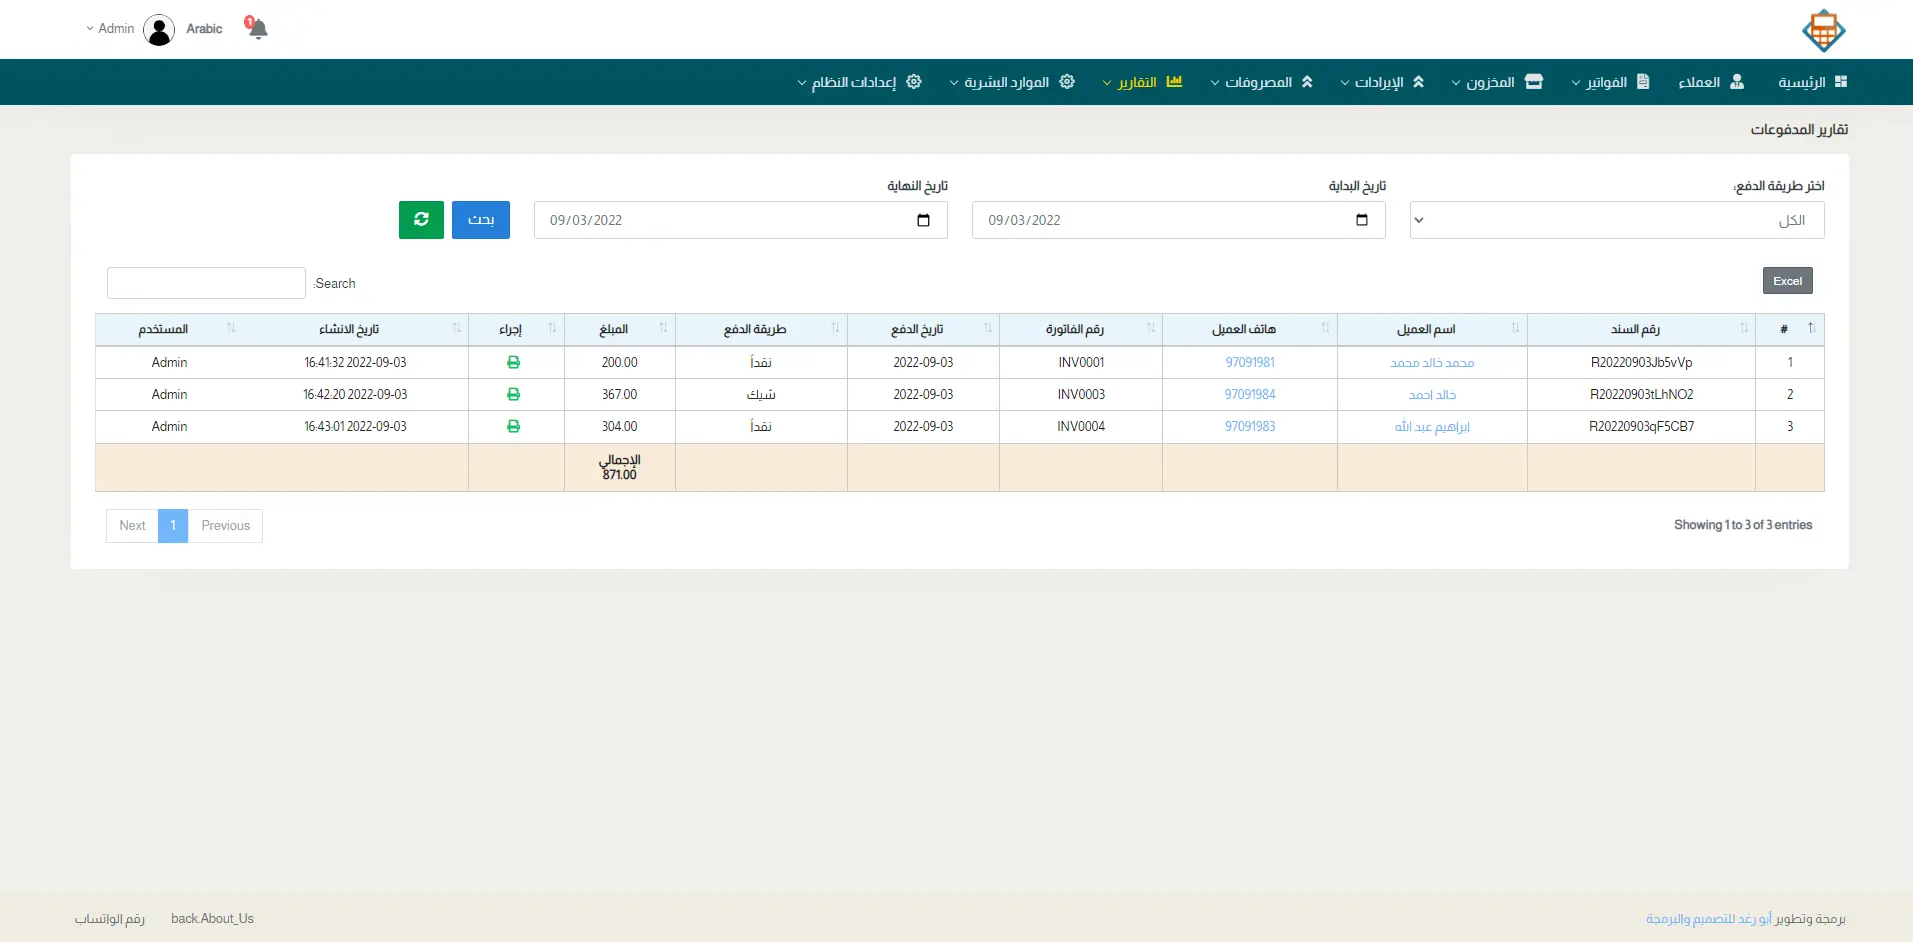 Arabic Admin
1
الرئيسية العملاء الفواتير المخزون الإيرادات المصروفات التقارير الموارد البشرية إعدادات النظام
تقارير المدفوعات
اختر طريقة الدفع: تاريخ البداية تاريخ النهاية
الكل 09/03/2022 09/03/2022 بحث
Excel Search:
# رقم السند اسم العميل هاتف العميل رقم الفاتورة تاريخ الدفع طريقة الدفع المبلغ إجراء تاريخ الانشاء المستخدم
1 R20220903Jb5vVp محمد خالد محمد 97091981 INV0001 2022-09-03 نقداً 200.00 2022-09-03 16:41:32 Admin
2 R20220903tLhNO2 خالد احمد 97091984 INV0003 2022-09-03 شيك 367.00 2022-09-03 16:42:20 Admin
3 R20220903qF5CB7 ابراهيم عبد الله 97091983 INV0004 2022-09-03 نقداً 304.00 2022-09-03 16:43:01 Admin
الإجمالي
871.00
Showing 1 to 3 of 3 entries Previous 1 Next
برمجة وتطوير أبو رغد للتصميم والبرمجة back.About_Us رقم الواتساب